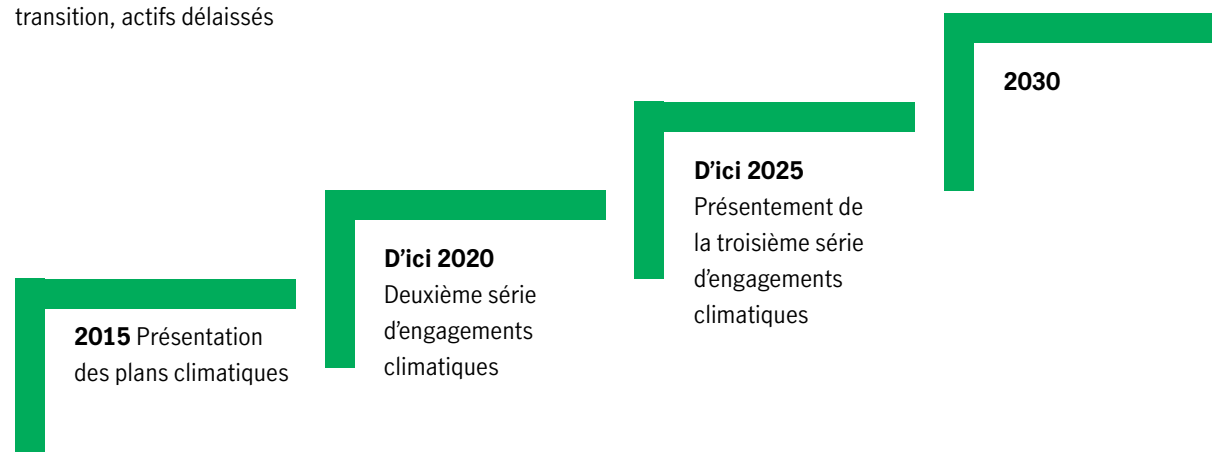 transition, actifs délaissés
2015 Présentation
des plans climatiques
D’ici 2020
Deuxième série
d’engagements
climatiques
D’ici 2025
Présentement de
la troisième série
d’engagements
climatiques
2030